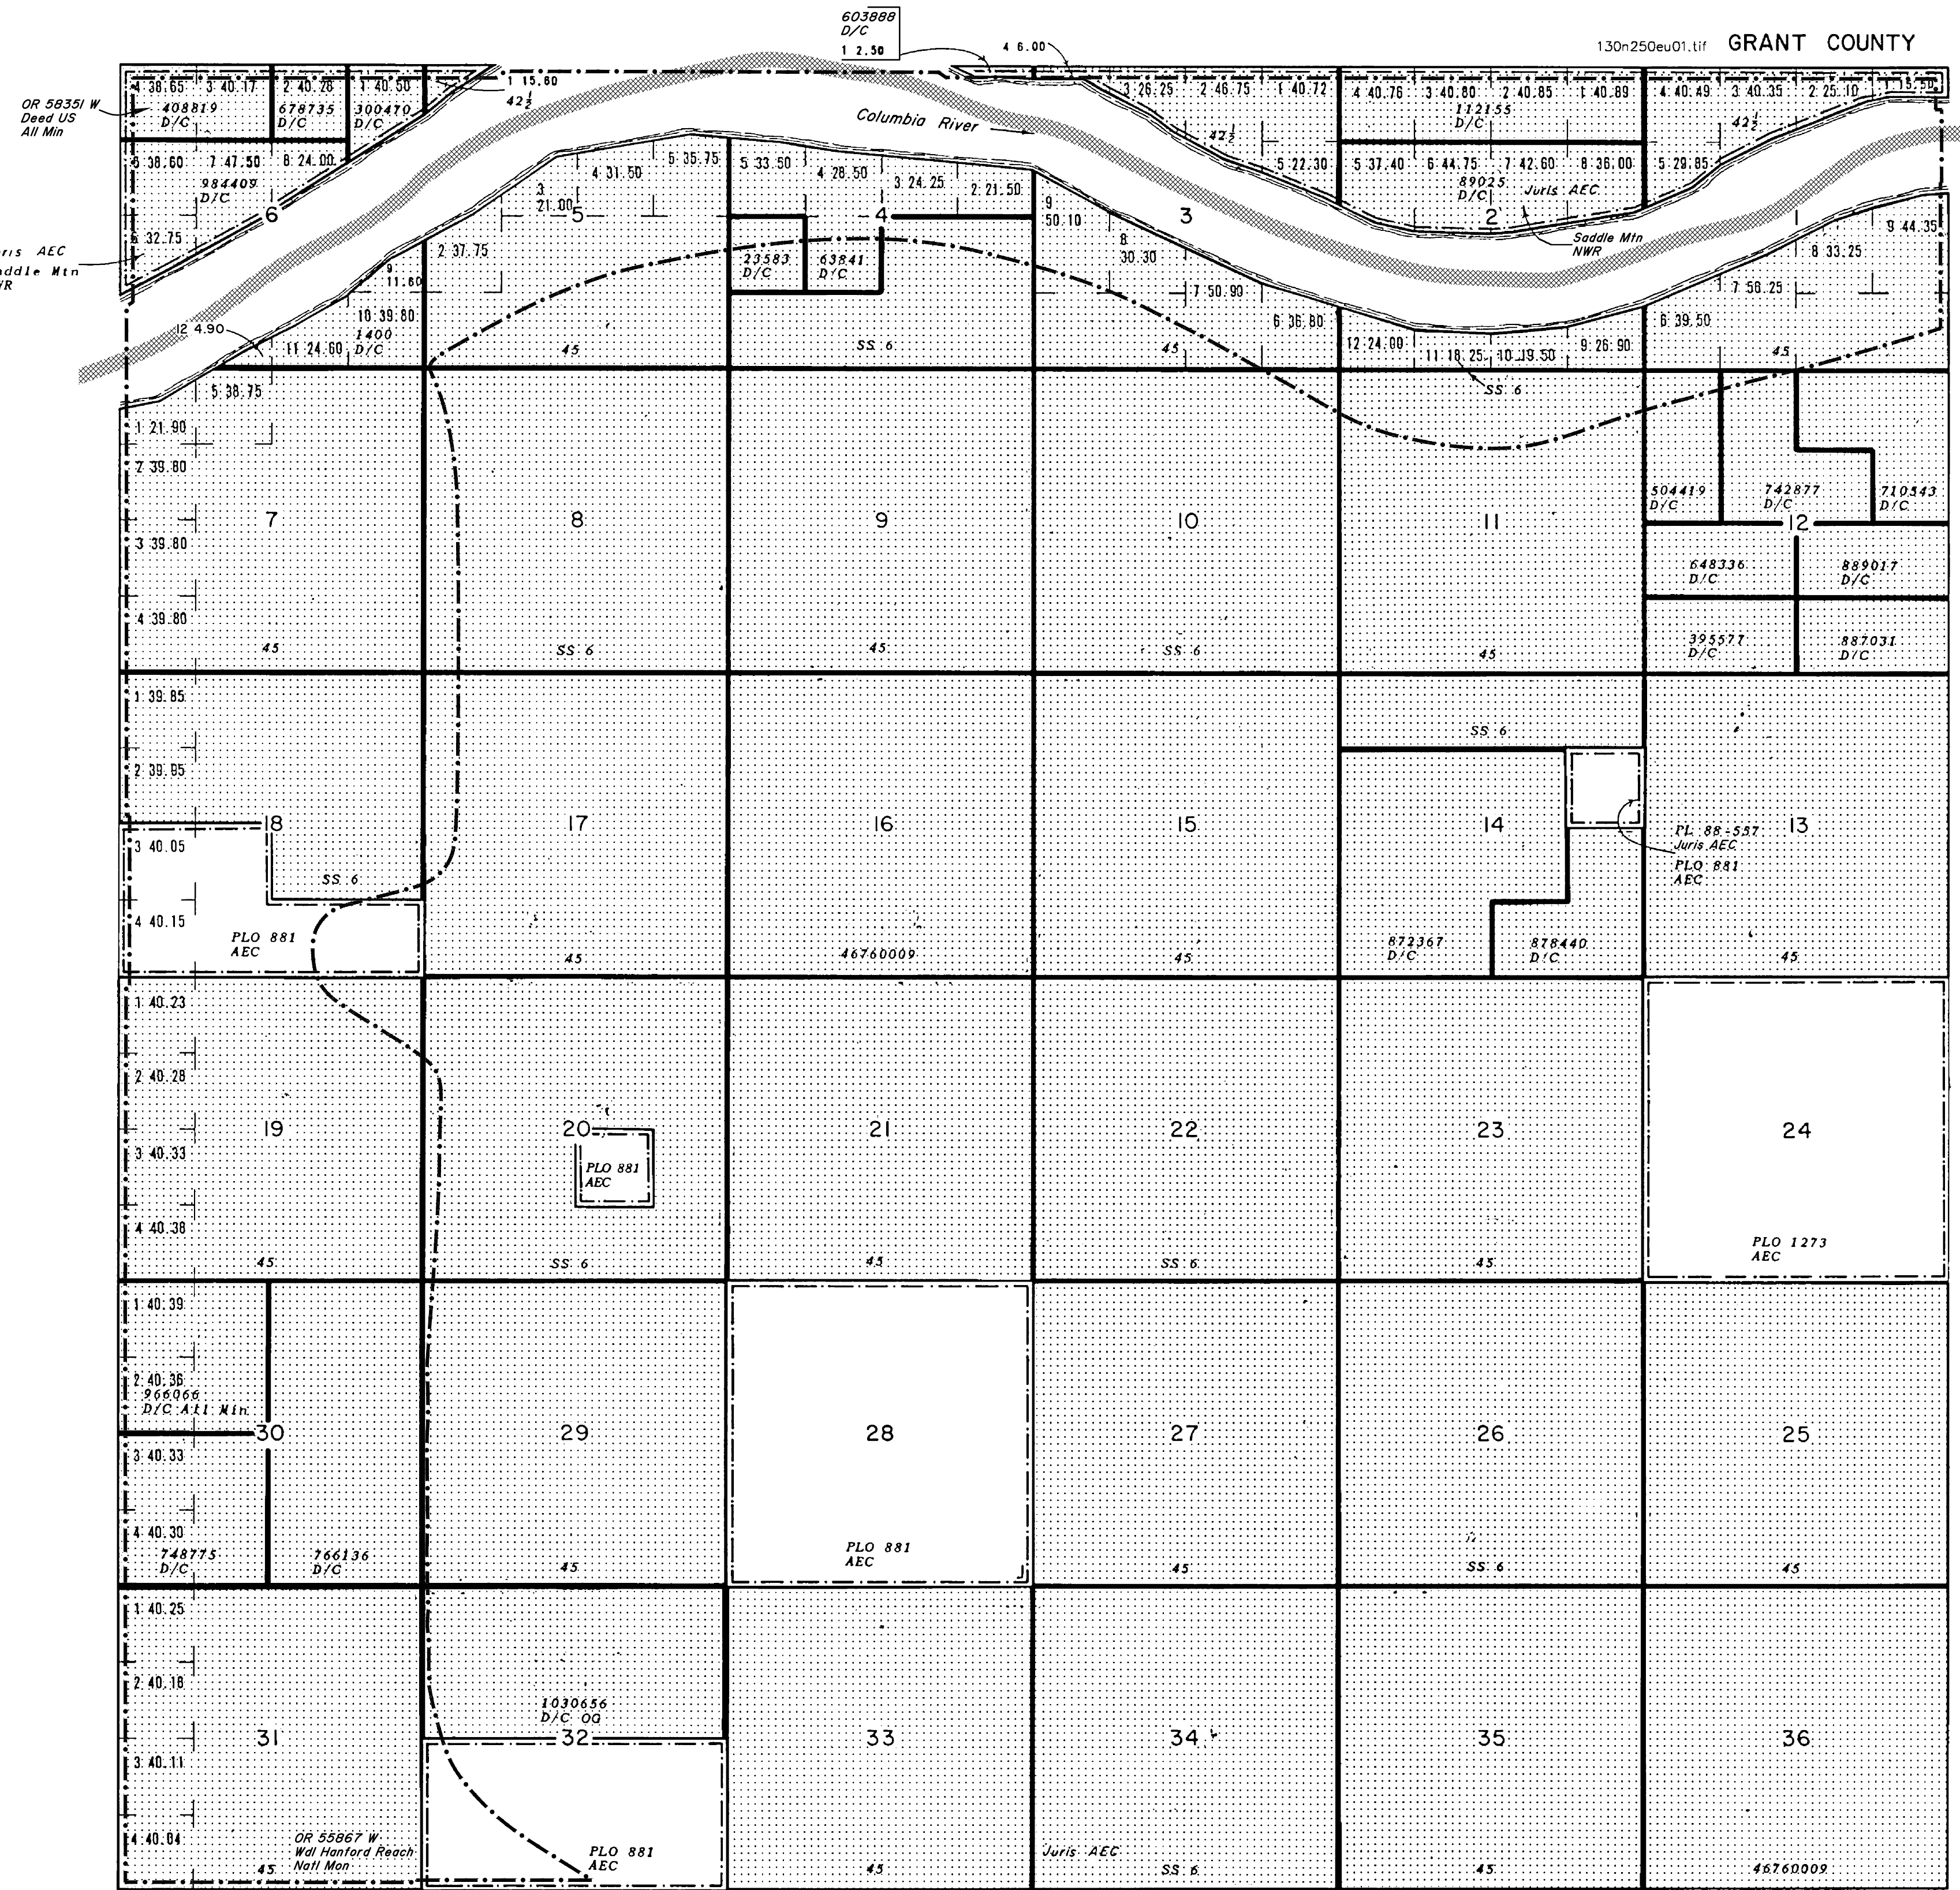 603888
D/C
1 2.50
4 6.00
130n250eu01.tif GRANT COUNTY
OR 58351 W
Deed US
All Min
4 38.65 3 40.17 2 40.26 1 40.50
408819
D/C
678735
D/C
300470
D/C
1 15.60
42½
Columbia River
3 26.25 2 46.75 1 40.72
42½
4 40.76 3 40.80 2 40.85 1 40.89
112155
D/C
4 40.49 3 40.35 2 25.10 1 15.50
42½
5 38.60 7 47.50 8 24.00
984409
D/C
6
6 32.75
ris AEC
addle Mtn
5 35.75
4 31.50
3
21.00
5
2 37.75
5 33.50
4 28.50
3 24.25
2 21.50
4
23583
D/C
63841
D/C
9
50.10
3
8
30.30
5 22.30
5 37.40 6 44.75 7 42.60 8 36.00
89025
D/C
Juris AEC
2
Saddle Mtn
NWR
5 29.85
1
9 44.35
8 33.25
7 56.25
6 39.50
45
9
11.60
10 39.80
1400
D/C
12 4.90
11 24.60
45
SS 6
7 50.90
6 36.80
45
12 24.00
11 18.25
10 19.50
9 26.90
SS 6
5 38.75
1 21.90
2 39.80
7
3 39.80
4 39.80
45
8
SS 6
9
45
10
SS 6
11
45
504419
D/C
742877
D/C
710543
D/C
12
648336
D/C
889017
D/C
395577
D/C
887031
D/C
1 39.85
2 39.95
18
3 40.05
SS 6
4 40.15
PLO 881
AEC
17
45
16
46760009
15
45
SS 6
14
872367
D/C
878440
D/C
PL 88-557
Juris AEC
PLO 881
AEC
13
45
1 40.23
2 40.28
19
3 40.33
4 40.38
45
20
PLO 881
AEC
SS 6
21
45
22
SS 6
23
45
24
PLO 1273
AEC
1 40.39
2 40.36
966066
D/C All Min
30
3 40.33
4 40.30
748775
D/C
766136
D/C
29
45
28
PLO 881
AEC
27
45
26
SS 6
25
45
1 40.25
2 40.18
31
3 40.11
4 40.04
45
OR 55867 W
Wdl Hanford Reach
Natl Mon
1030656
D/C OG
32
PLO 881
AEC
33
45
34
Juris AEC
SS 6
35
45
36
46760009